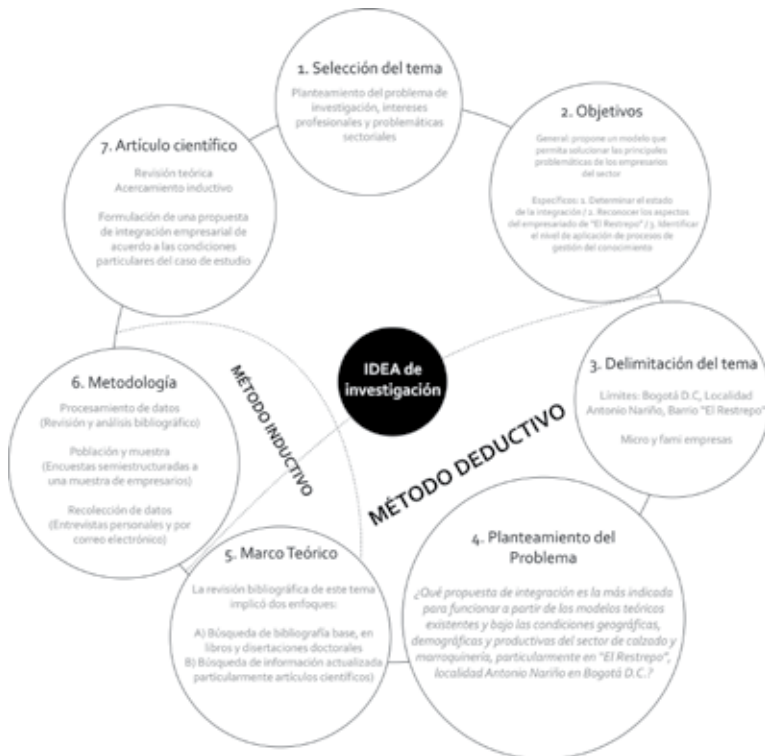 1. Selección del tema
Planteamiento del problema de
investigación, intereses
profesionales y problemáticas
sectoriales
2. Objetivos
General: propone un modelo que
permita solucionar las principales
problemáticas de los empresarios
del sector
Específicos: 1. Determinar el estado
de la integración / 2. Reconocer los aspectos
del empresariado de "El Restrepo" / 3. Identificar
el nivel de aplicación de procesos de
gestión del conocimiento
3. Delimitación del tema
Límites: Bogotá D.C, Localidad
Antonio Nariño, Barrio "El Restrepo"
Micro y fami empresas
4. Planteamiento del
Problema
¿Qué propuesta de integración es la más indicada
para funcionar a partir de los modelos teóricos
existentes y bajo las condiciones geográficas,
demográficas y productivas del sector de calzado y
marroquinería, particularmente en "El Restrepo",
localidad Antonio Nariño en Bogotá D.C.?
5. Marco Teórico
La revisión bibliográfica de este tema
implicó dos enfoques:
A) Búsqueda de bibliografía base, en
libros y disertaciones doctorales
B) Búsqueda de información actualizada
particularmente artículos científicos)
6. Metodología
Procesamiento de datos
(Revisión y análisis bibliográfico)
Población y muestra
(Encuestas semiestructuradas a
una muestra de empresarios)
Recolección de datos
(Entrevistas personales y por
correo electrónico)
7. Artículo científico
Revisión teórica
Acercamiento inductivo
Formulación de una propuesta
de integración empresarial de
acuerdo a las condiciones
particulares del caso de estudio
IDEA de
investigación
MÉTODO INDUCTIVO
MÉTODO DEDUCTIVO